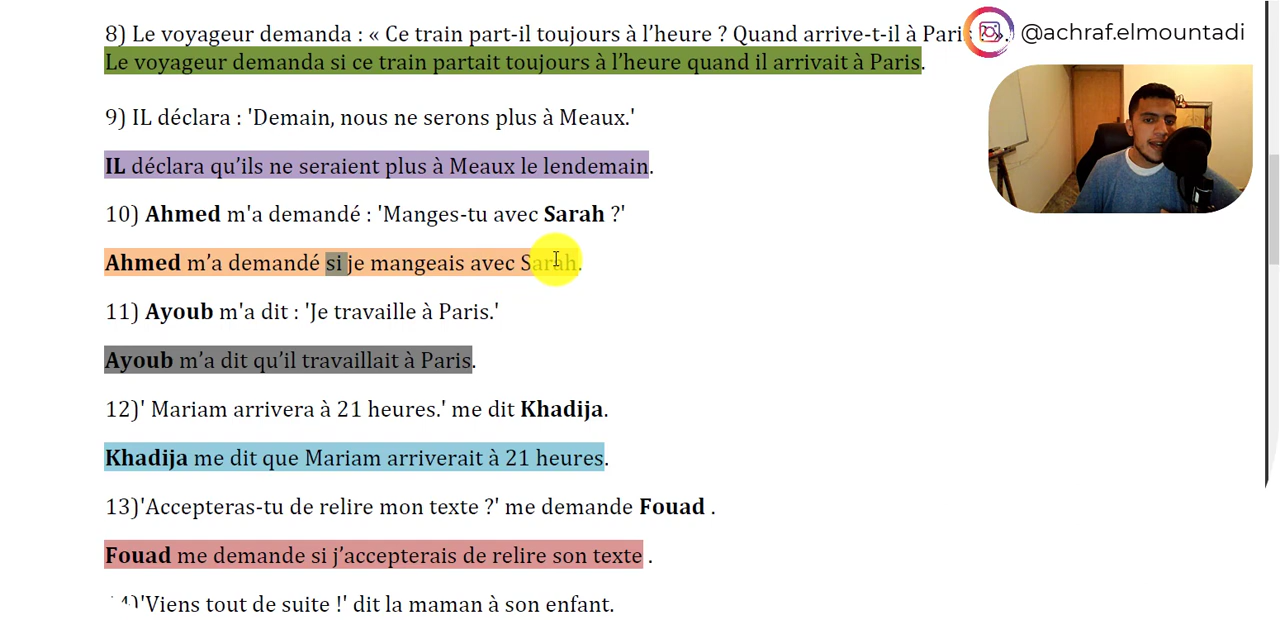 8) Le voyageur demanda : « Ce train part-il toujours à l’heure ? Quand arrive-t-il à Paris
@achraf.elmountadi
Le voyageur demanda si ce train partait toujours à l’heure quand il arrivait à Paris.
9) IL déclara : 'Demain, nous ne serons plus à Meaux.'
IL déclara qu’ils ne seraient plus à Meaux le lendemain.
10) Ahmed m'a demandé : 'Manges-tu avec Sarah ?'
Ahmed m’a demandé si je mangeais avec Sarah.
11) Ayoub m'a dit : 'Je travaille à Paris.'
Ayoub m’a dit qu’il travaillait à Paris.
12)' Mariam arrivera à 21 heures.' me dit Khadija.
Khadija me dit que Mariam arriverait à 21 heures.
13)'Accepteras-tu de relire mon texte ?' me demande Fouad .
Fouad me demande si j’accepterais de relire son texte .
'Viens tout de suite !' dit la maman à son enfant.